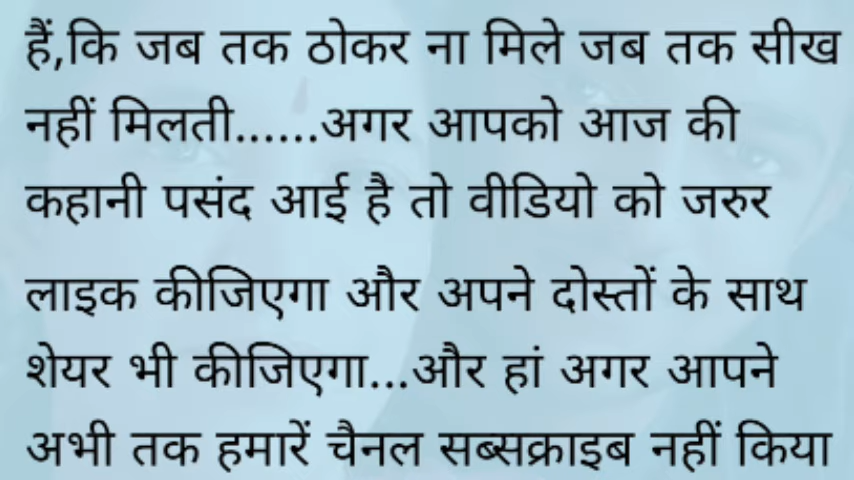 हैं,कि जब तक ठोकर ना मिले जब तक सीख
नहीं मिलती......अगर आपको आज की
कहानी पसंद आई है तो वीडियो को जरुर
लाइक कीजिएगा और अपने दोस्तों के साथ
शेयर भी कीजिएगा...और हां अगर आपने
अभी तक हमारें चैनल सब्सक्राइब नहीं किया